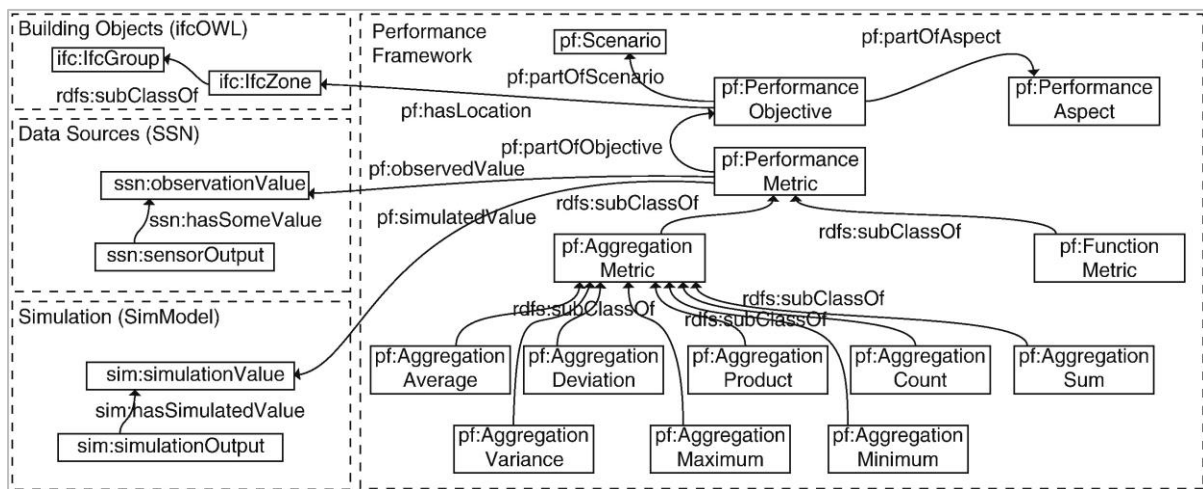 Building Objects (ifcOWL)
ifc:IfcGroup
ifc:IfcZone
rdfs:subClassOf
Data Sources (SSN)
ssn:observationValue
ssn:hasSomeValue
ssn:sensorOutput
Simulation (SimModel)
sim:simulationValue
sim:hasSimulatedValue
sim:simulationOutput
Performance
Framework
pf:Scenario
pf:partOfAspect
pf:partOfScenario
pf:Performance
Objective
pf:Performance
Aspect
pf:hasLocation
pf:partOfObjective
pf:observedValue
pf:Performance
Metric
pf:simulatedValue
rdfs:subClassOf
rdfs:subClassOf
pf:Aggregation
Metric
pf:Function
Metric
rdfs:subClassOf
rdfs:subClassOf
rdfs:subClassOf
pf:Aggregation
Average
pf:Aggregation
Deviation
pf:Aggregation
Product
pf:Aggregation
Count
pf:Aggregation
Sum
pf:Aggregation
Variance
pf:Aggregation
Maximum
pf:Aggregation
Minimum